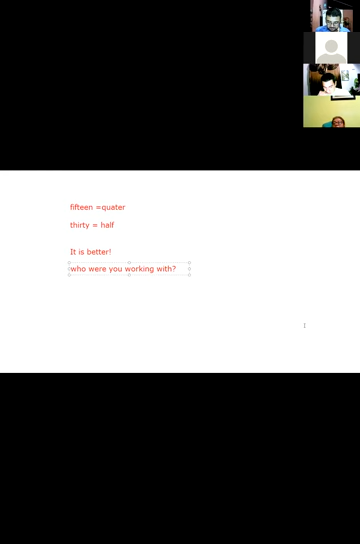 fifteen =quater
thirty = half
It is better!
who were you working with?